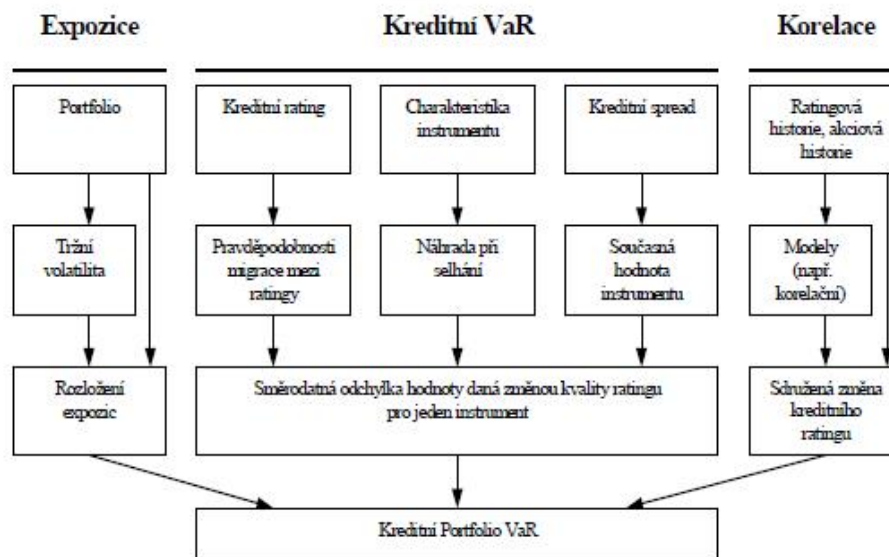 Expozice
Kreditní VaR
Korelace
Portfolio
Kreditní rating
Charakteristika
instrumentu
Kreditní spread
Ratingová
historie, akciová
historie
Tržní
volatilita
Pravděpodobnosti
migrace mezi
ratingy
Náhrada při
selhání
Současná
hodnota
instrumentu
Modely
(např.
korelační)
Rozložení
expozic
Směrodatná odchylka hodnoty daná změnou kvality ratingu
pro jeden instrument
Sdružená změna
kreditního
ratingu
Kreditní Portfolio VaR